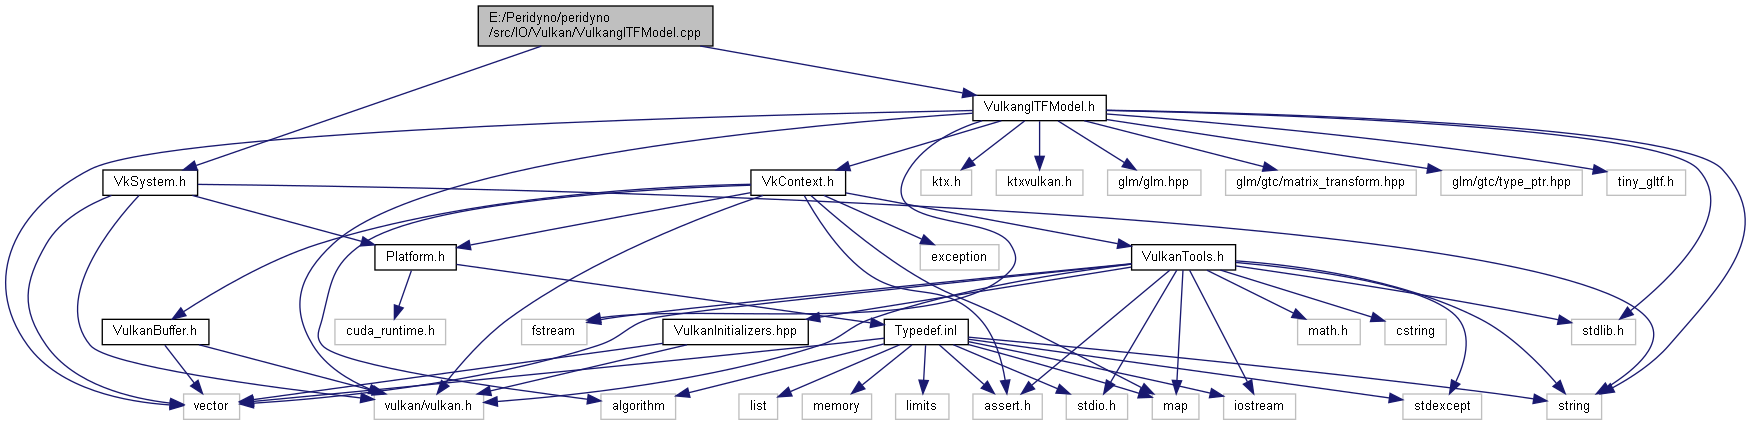 E:/Peridyno/peridyno
/src/IO/Vulkan/VulkanglTFModel.cpp
VulkanglTFModel.h
VkSystem.h
VkContext.h
ktx.h
ktxvulkan.h
glm/glm.hpp
glm/gtc/matrix_transform.hpp
glm/gtc/type_ptr.hpp
tiny_gltf.h
Platform.h
exception
VulkanTools.h
VulkanBuffer.h
cuda_runtime.h
fstream
VulkanInitializers.hpp
Typedef.inl
math.h
cstring
stdlib.h
vector
vulkan/vulkan.h
algorithm
list
memory
limits
assert.h
stdio.h
map
iostream
stdexcept
string